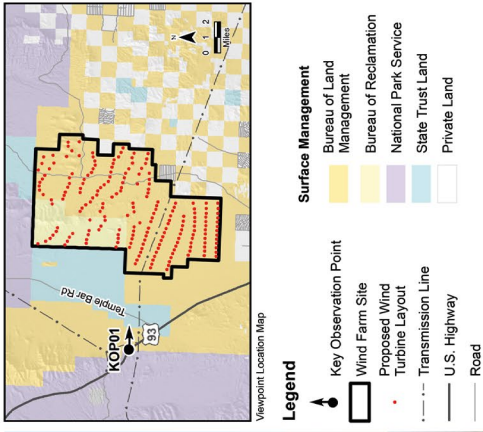 N
0 1 2
Miles
Temple Bar Rd
KOP01
93
Viewpoint Location Map
Legend
Key Observation Point
Wind Farm Site
Proposed Wind
Turbine Layout
Transmission Line
U.S. Highway
Road
Surface Management
Bureau of Land
Management
Bureau of Reclamation
National Park Service
State Trust Land
Private Land